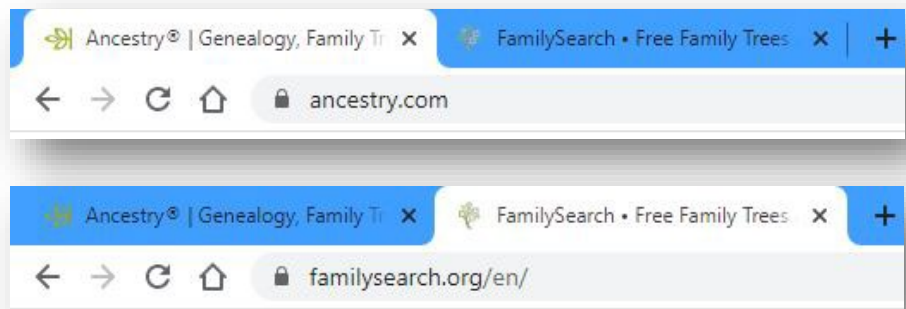 Ancestry® | Genealogy, Family Tr FamilySearch • Free Family Trees
ancestry.com
Ancestry® | Genealogy, Family Tr FamilySearch • Free Family Trees
familysearch.org/en/